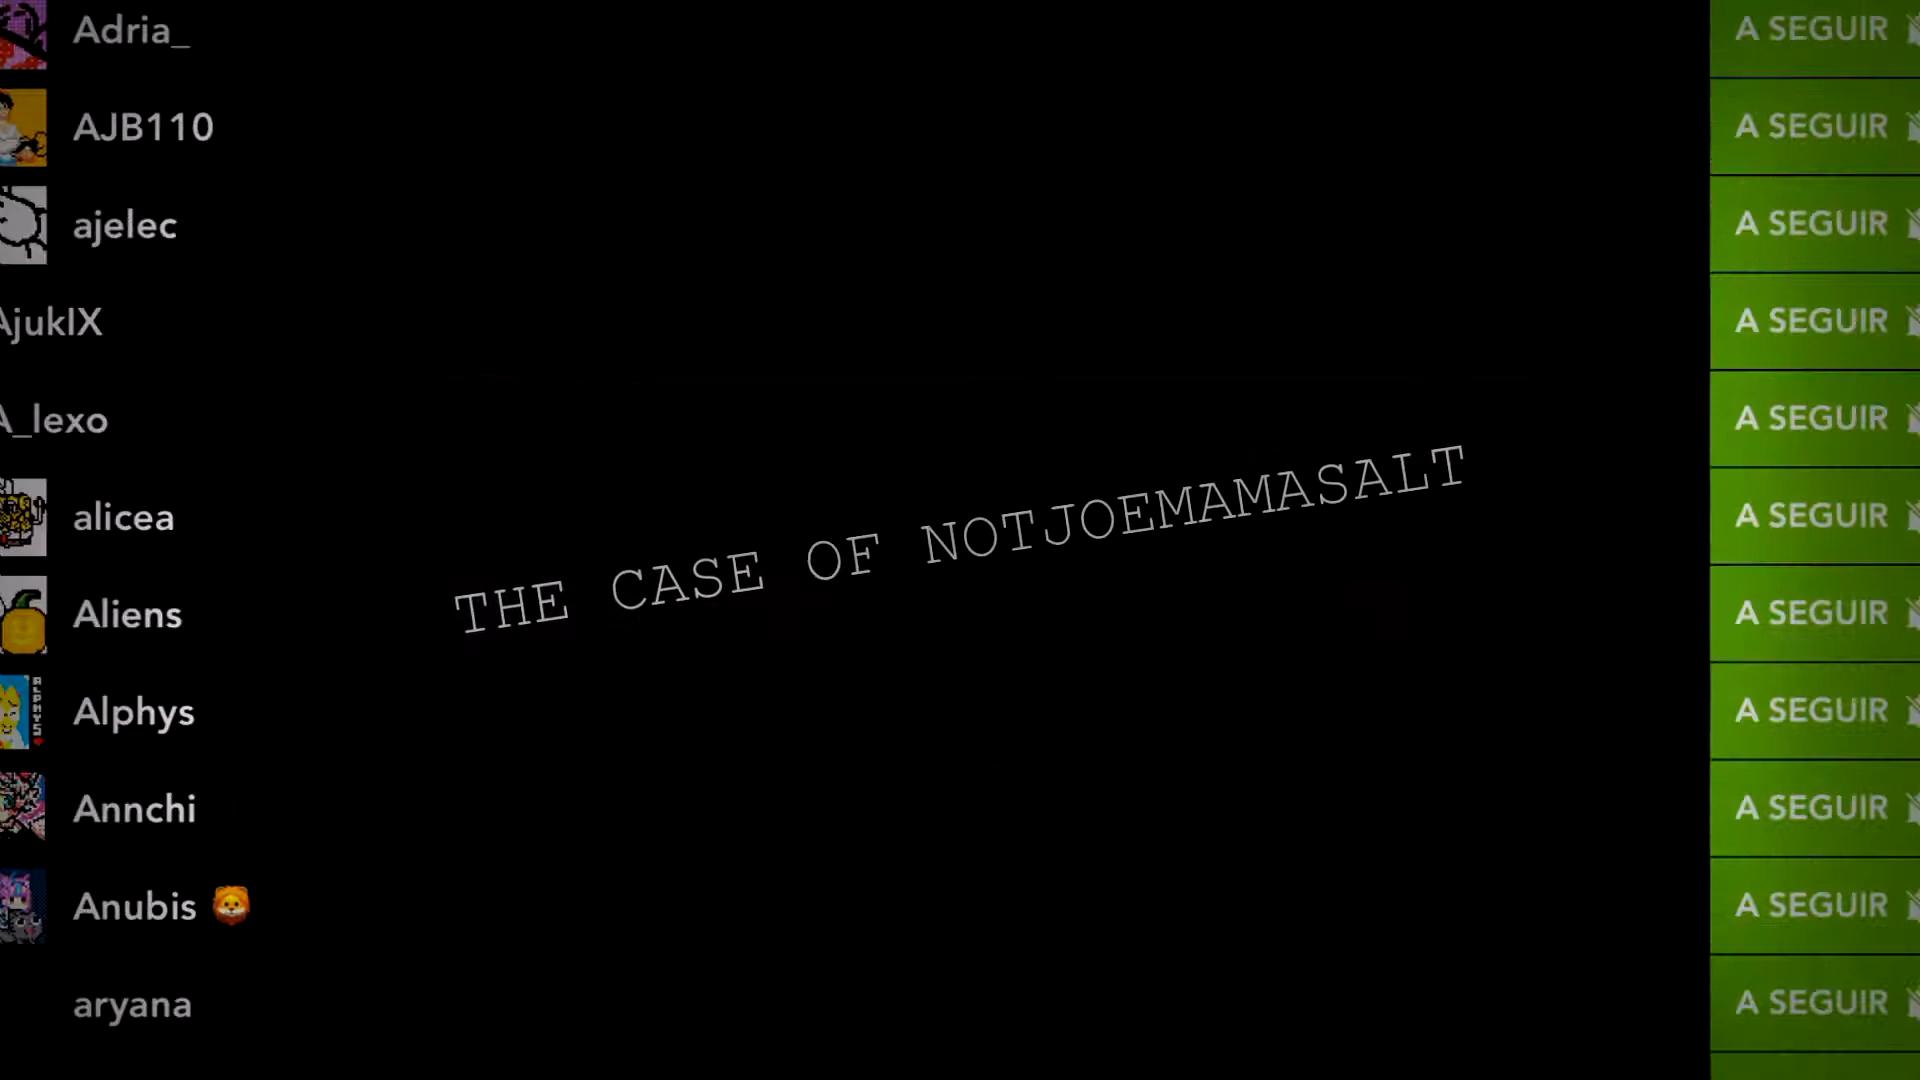 Adria_
A SEGUIR
AJB110
A SEGUIR
ajelec
A SEGUIR
AjukIX
A SEGUIR
A_lexo
A SEGUIR
alicea
A SEGUIR
THE CASE OF NOTJOEMAMASALT
Aliens
A SEGUIR
ALPHYS
Alphys
A SEGUIR
Annchi
A SEGUIR
Anubis 🦁
A SEGUIR
aryana
A SEGUIR